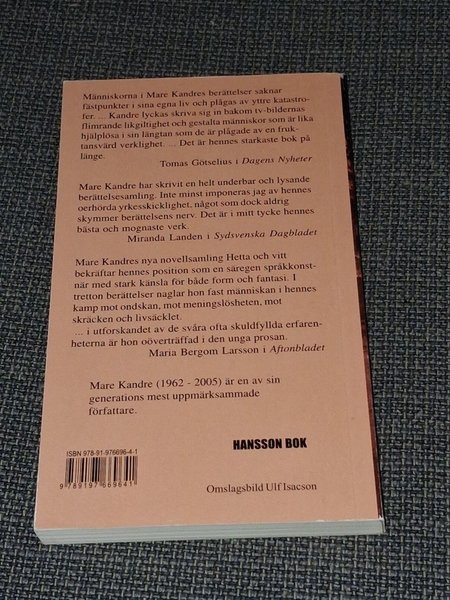 Människorna i Mare Kandres berättelser saknar
fästpunkter i sina egna liv och plågas av yttre katastro-
fer. ... Kandre lyckas skriva sig in bakom tv-bildernas
flimrande likgiltighet och gestalta människor som är lika
hjälplösa i sin längtan som de är plågade av en fruk-
tansvärd verklighet. ... Det är hennes starkaste bok på
länge.
Tomas Götselius i Dagens Nyheter
Mare Kandre har skrivit en helt underbar och lysande
berättelsesamling. Inte minst imponeras jag av hennes
oerhörda yrkesskicklighet, något som dock aldrig
skymmer berättelsens nerv. Det är i mitt tycke hennes
bästa och mognaste verk.
Miranda Landen i Sydsvenska Dagbladet
Mare Kandres nya novellsamling Hetta och vitt
bekräftar hennes position som en säregen språkkonst-
när med stark känsla för både form och fantasi. I
tretton berättelser naglar hon fast människan i hennes
kamp mot ondskan, mot meningslösheten, mot
skräcken och livsäcklet.
... i utforskandet av de svåra ofta skuldfyllda erfaren-
heterna är hon oöverträffad i den unga prosan.
Maria Bergom Larsson i Aftonbladet
Mare Kandre (1962 - 2005) är en av sin
generations mest uppmärksammade
författare.
HANSSON BOK
ISBN 978-91-976696-4-1
9 789197 669641
Omslagsbild Ulf Isacson